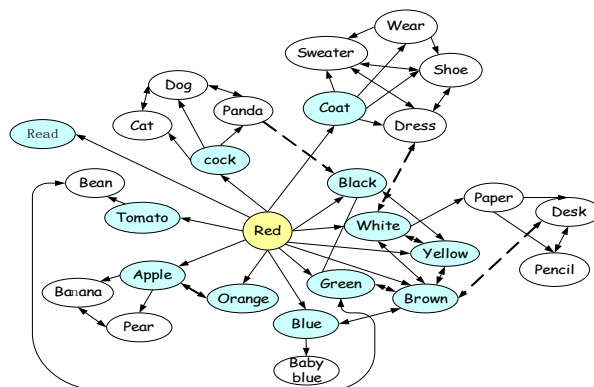 Wear
Sweater
Shoe
Dog
Panda
Coat
Cat
Dress
Read
cock
Bean
Black
Paper
Desk
Tomato
Red
White
Yellow
Pencil
Apple
Green
Banana
Orange
Brown
Pear
Blue
Baby
blue